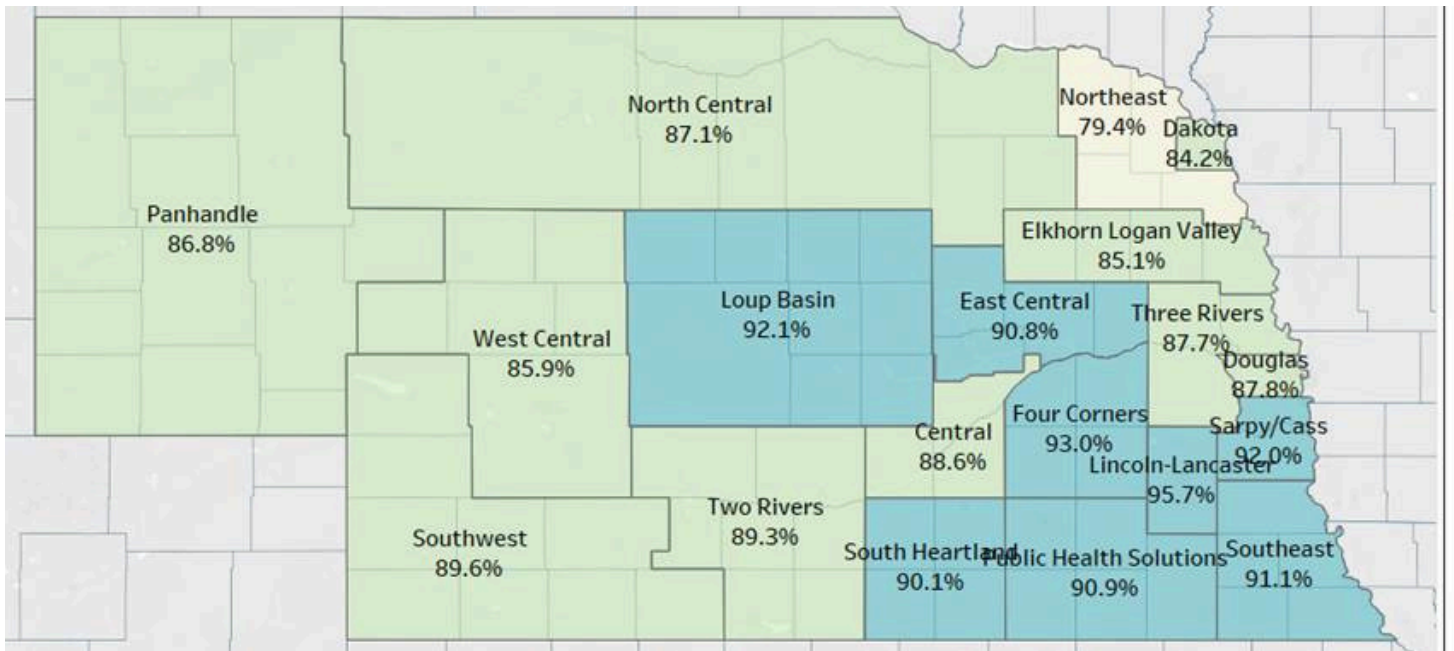 North Central
87.1%
Northeast
79.4%
Dakota
84.2%
Panhandle
86.8%
Elkhorn Logan Valley
85.1%
Loup Basin
92.1%
East Central
90.8%
Three Rivers
87.7%
West Central
85.9%
Douglas
87.8%
Four Corners
93.0%
Sarpy/Cass
92.0%
Central
88.6%
Lincoln-Lancaster
95.7%
Two Rivers
89.3%
Southwest
89.6%
South Heartland
90.1%
Public Health Solutions
90.9%
Southeast
91.1%